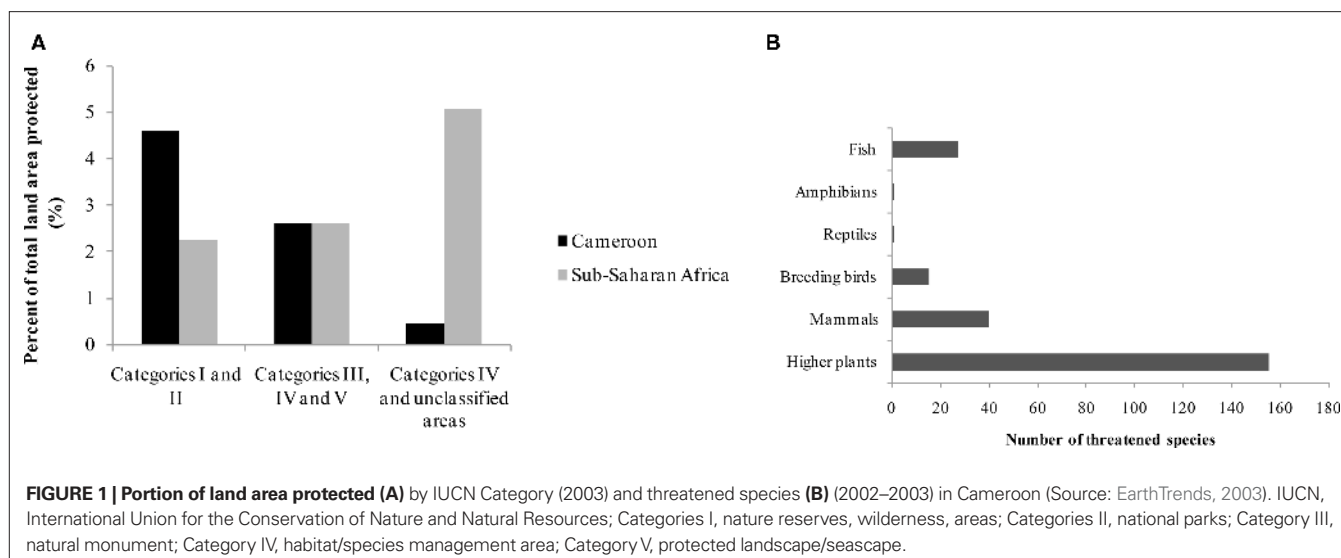 A
Percent of total land area protected
(%)
6
5
4
3
2
1
0
Categories I and
II
Categories III,
IV and V
Categories IV
and unclassified
areas
Cameroon
Sub-Saharan Africa
B
Fish
Amphibians
Reptiles
Breeding birds
Mammals
Higher plants
0 20 40 60 80 100 120 140 160 180
Number of threatened species
FIGURE 1 | Portion of land area protected (A) by IUCN Category (2003) and threatened species (B) (2002–2003) in Cameroon (Source: EarthTrends, 2003). IUCN,
International Union for the Conservation of Nature and Natural Resources; Categories I, nature reserves, wilderness, areas; Categories II, national parks; Category III,
natural monument; Category IV, habitat/species management area; Category V, protected landscape/seascape.